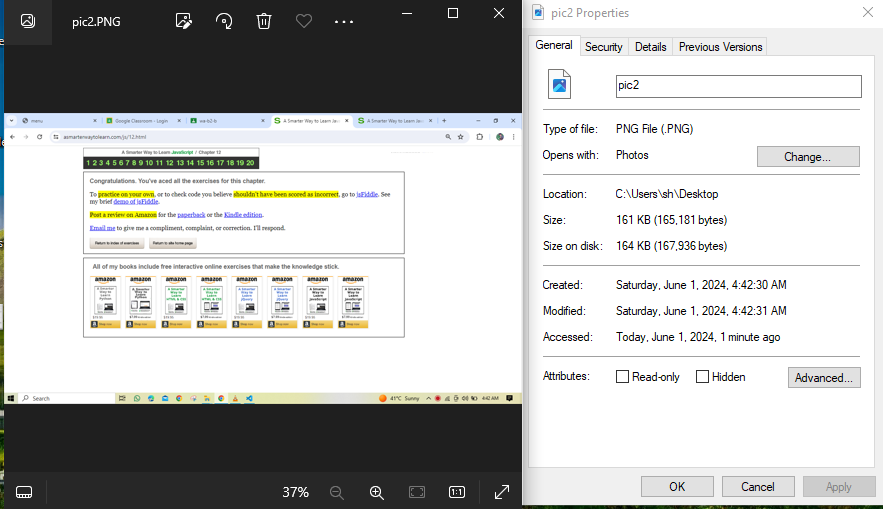 pic2.PNG
menu
Google Classroom - Login
wa-b2-b
A Smarter Way to Learn Jav
A Smarter Way to Learn Jav
asmarterwaytolearn.com/js/12.html
A Smarter Way to Learn JavaScript / Chapter 12
1 2 3 4 5 6 7 8 9 10 11 12 13 14 15 16 17 18 19 20
Congratulations. You've aced all the exercises for this chapter.
To practice on your own, or to check code you believe shouldn't have been scored as incorrect, go to jsFiddle. See
my brief demo of jsFiddle.
Post a review on Amazon for the paperback or the Kindle edition.
Email me to give me a compliment, complaint, or correction. I'll respond.
Return to index of exercises
Return to site home page
All of my books include free interactive online exercises that make the knowledge stick.
amazon amazon amazon amazon amazon amazon amazon amazon
Search
41°C Sunny
4:42 AM
37%
1:1
pic2 Properties
General
Security
Details
Previous Versions
pic2
Type of file: PNG File (.PNG)
Opens with: Photos
Change...
Location: C:\Users\sh\Desktop
Size: 161 KB (165,181 bytes)
Size on disk: 164 KB (167,936 bytes)
Created: Saturday, June 1, 2024, 4:42:30 AM
Modified: Saturday, June 1, 2024, 4:42:31 AM
Accessed: Today, June 1, 2024, 1 minute ago
Attributes: Read-only Hidden Advanced...
OK
Cancel
Apply